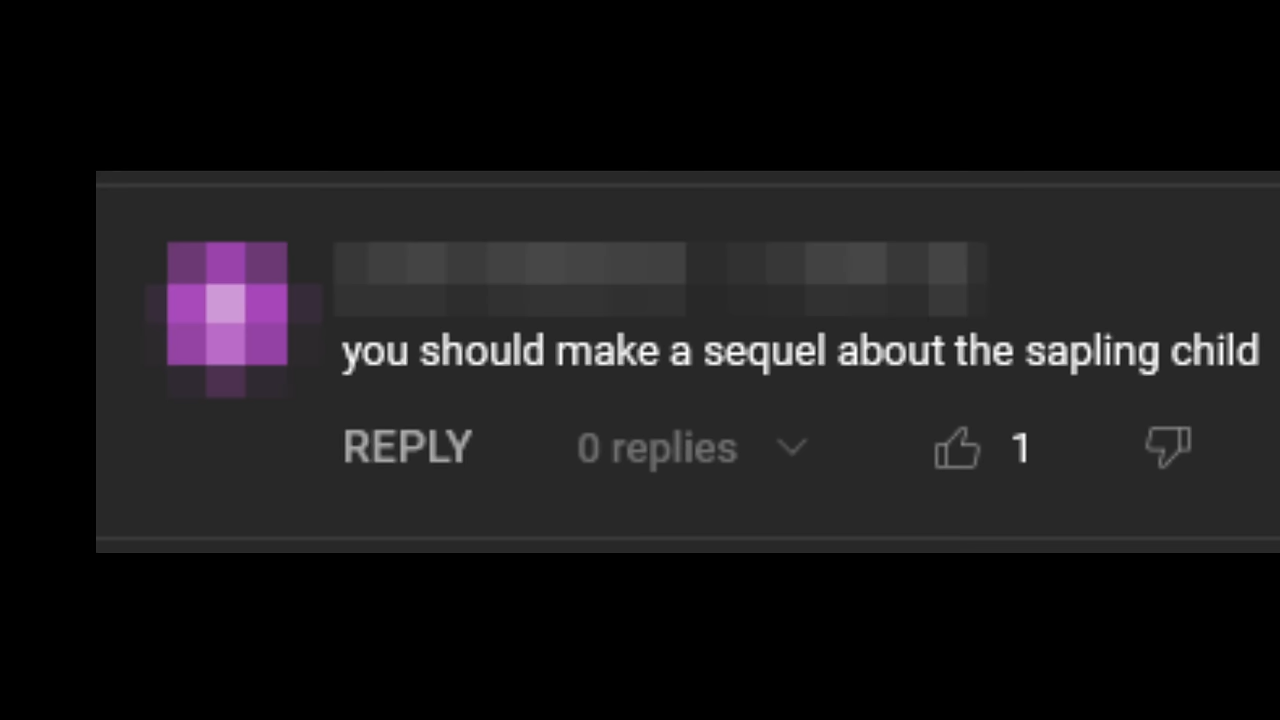 you should make a sequel about the sapling child
REPLY 0 replies 1